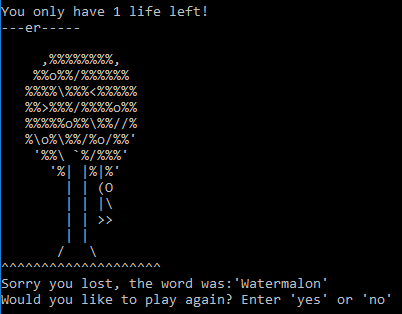 You only have 1 life left!
---er-----
Sorry you lost, the word was:'Watermalon'
Would you like to play again? Enter 'yes' or 'no'